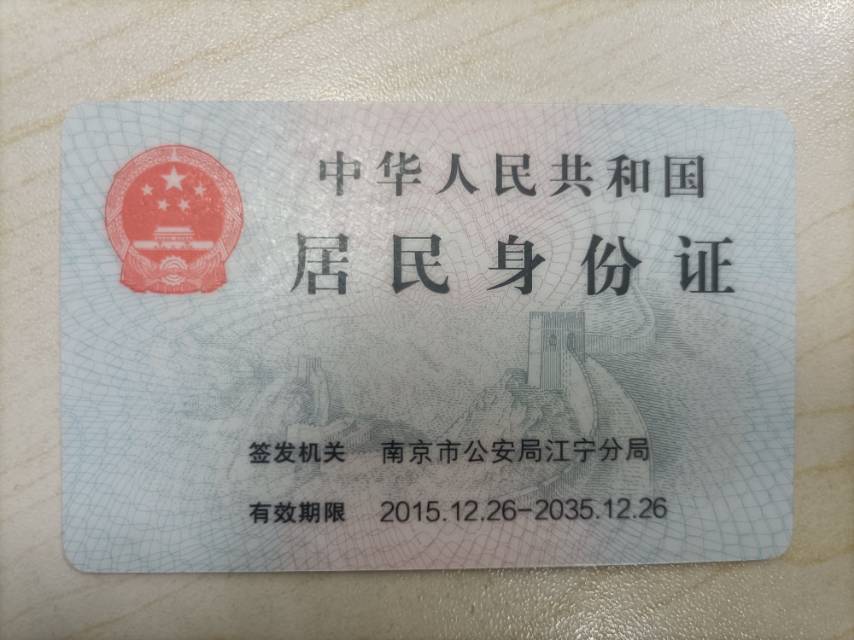 中华人民共和国
居民身份证
签发机关 南京市公安局江宁分局
有效期限 2015.12.26-2035.12.26